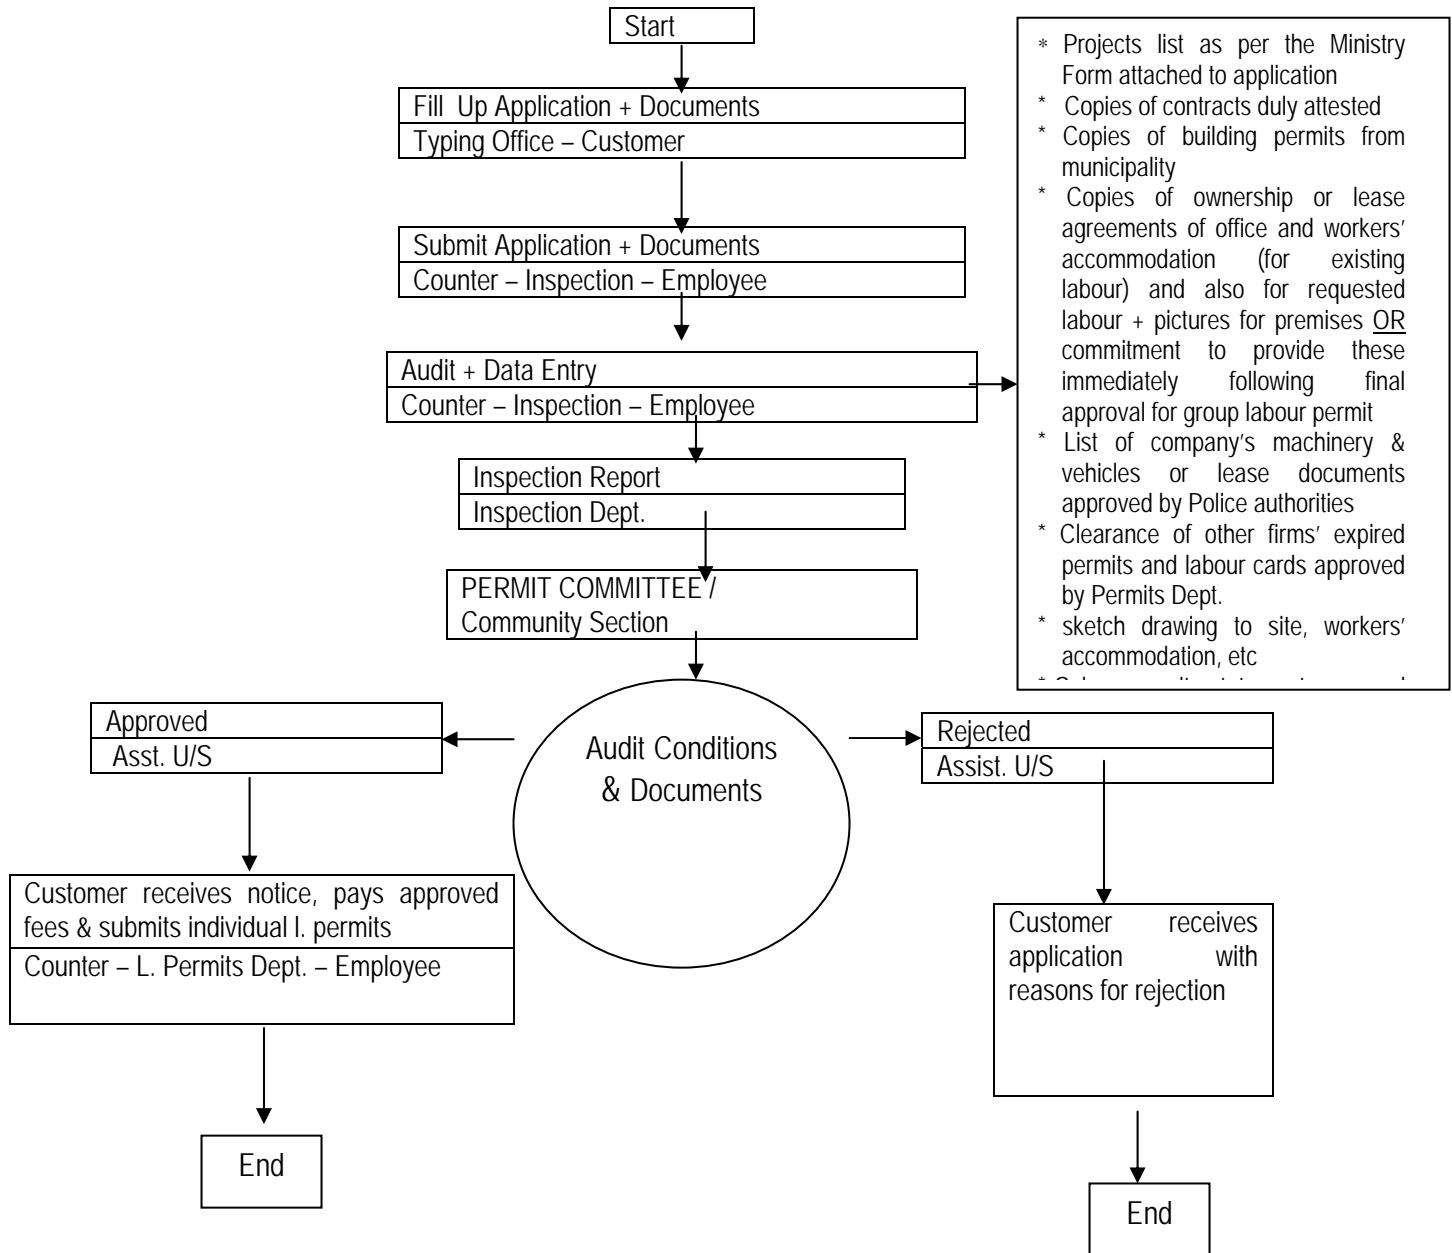 Start
Fill Up Application + Documents
Typing Office – Customer
Submit Application + Documents
Counter – Inspection – Employee
Audit + Data Entry
Counter – Inspection – Employee
* Projects list as per the Ministry
Form attached to application
* Copies of contracts duly attested
* Copies of building permits from
municipality
* Copies of ownership or lease
agreements of office and workers'
accommodation (for existing
labour) and also for requested
labour + pictures for premises OR
commitment to provide these
immediately following final
approval for group labour permit
* List of company's machinery &
vehicles or lease documents
approved by Police authorities
* Clearance of other firms' expired
permits and labour cards approved
by Permits Dept.
* sketch drawing to site, workers'
accommodation, etc
Inspection Report
Inspection Dept.
PERMIT COMMITTEE /
Community Section
Audit Conditions
& Documents
Approved
Asst. U/S
Rejected
Assist. U/S
Customer receives notice, pays approved
fees & submits individual l. permits
Counter – L. Permits Dept. – Employee
Customer receives
application with
reasons for rejection
End
End